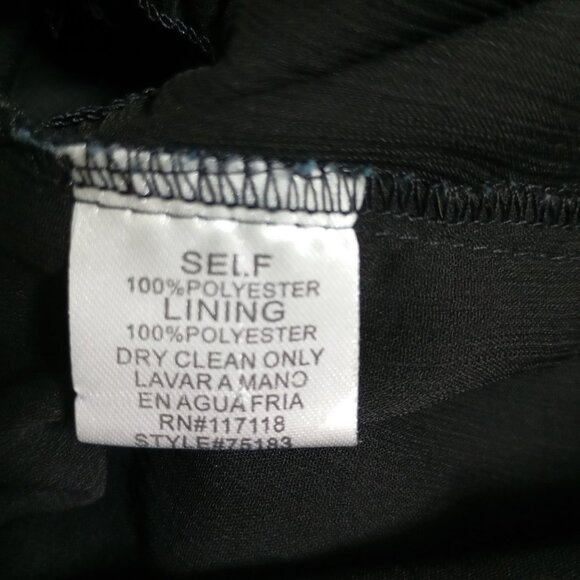 SELF
100%POLYESTER
LINING
100%POLYESTER
DRY CLEAN ONLY
LAVAR A MANO
EN AGUA FRIA
RN#117118
STYLE#75183